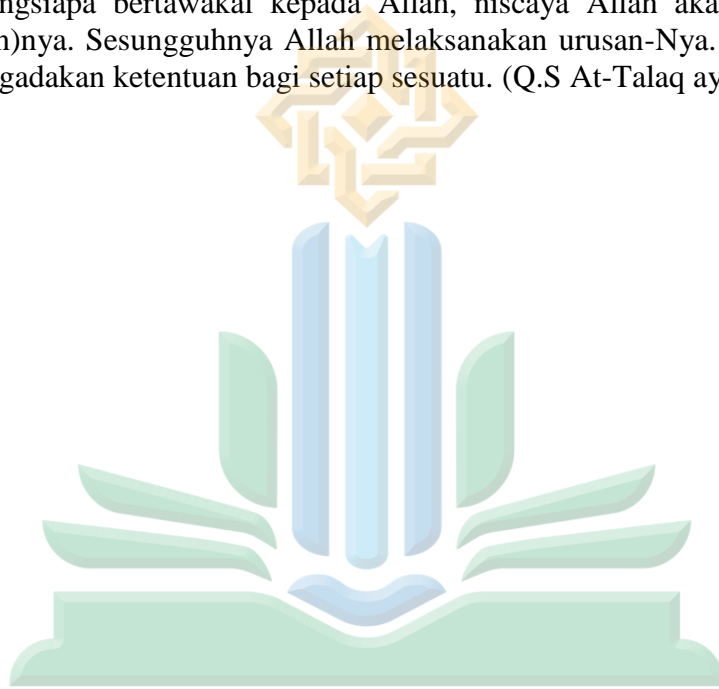 ngsiapa bertawakal kepada Allah, niscaya Allah aka
n)nya. Sesungguhnya Allah melaksanakan urusan-Nya.
gadakan ketentuan bagi setiap sesuatu. (Q.S At-Talaq ay